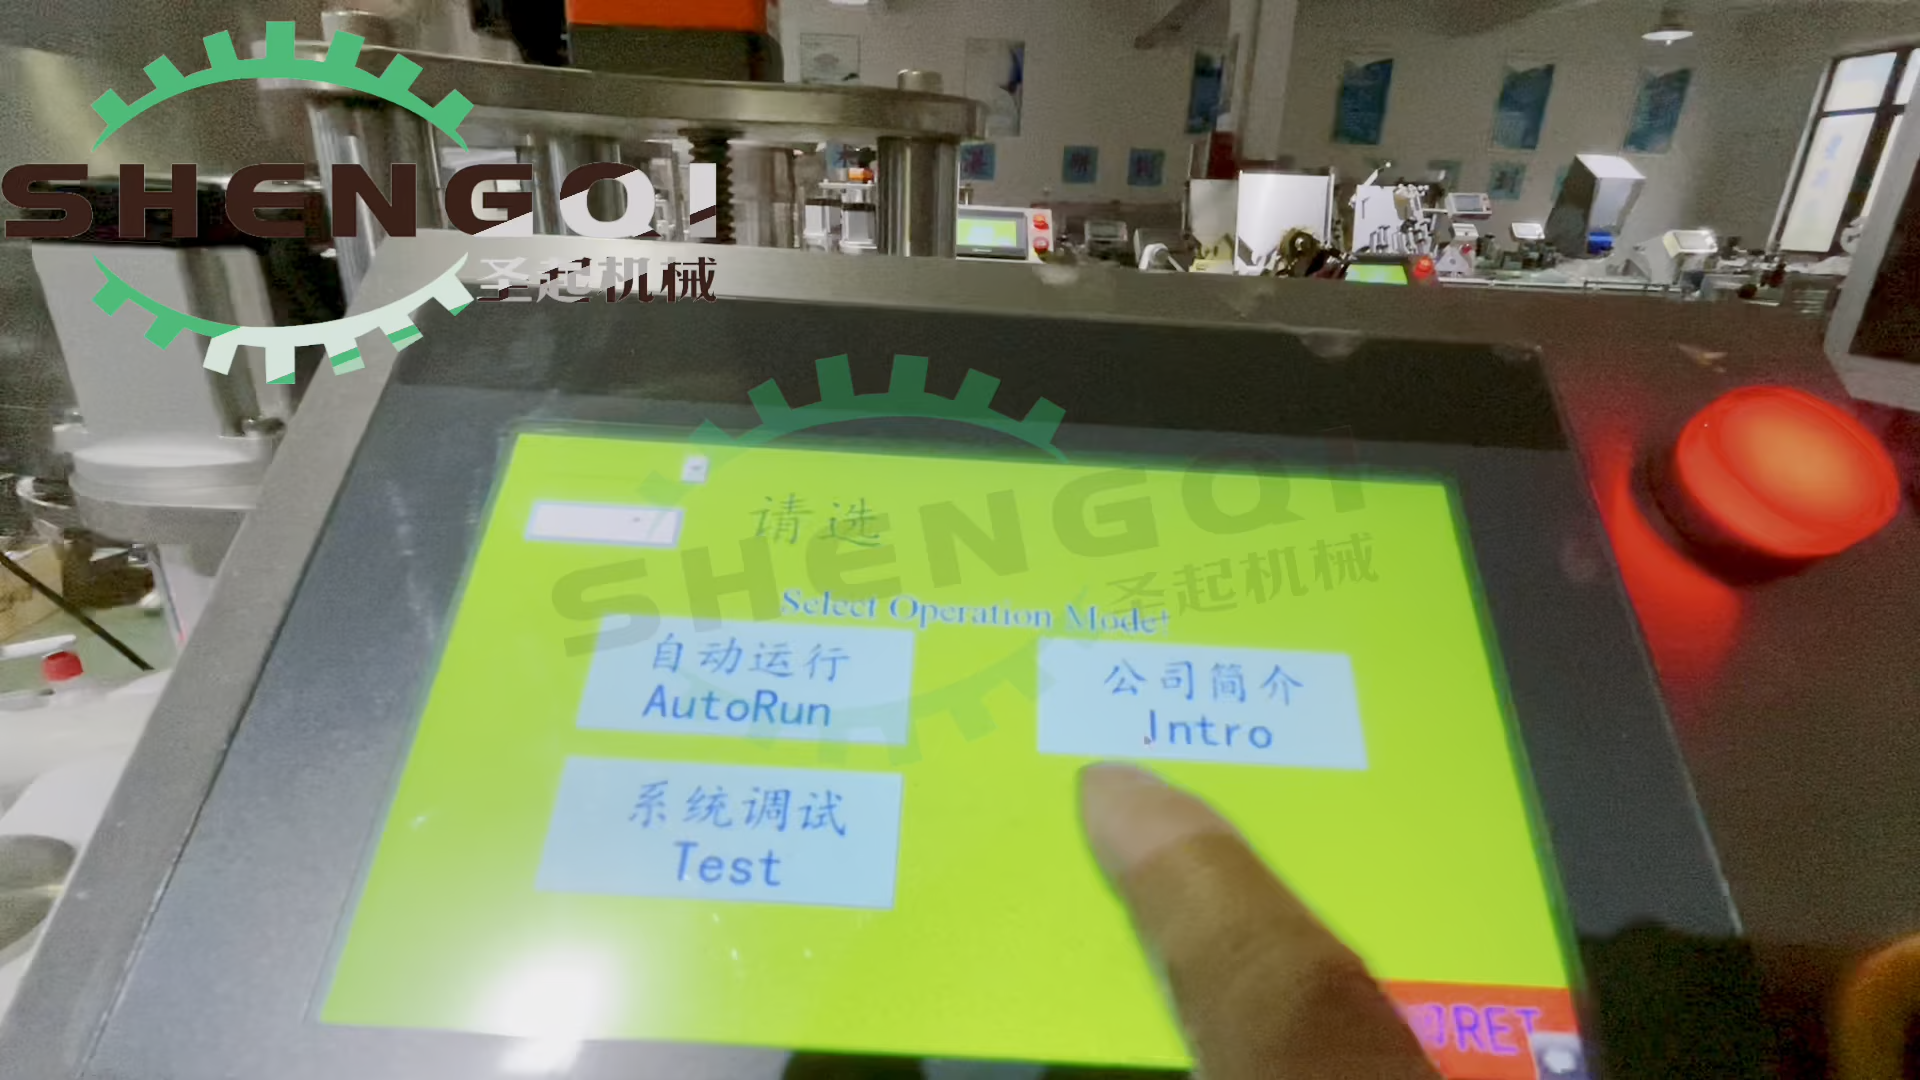 SHENGQI
圣起机械
请选
SHENGQI
圣起机械
Select Operation Mode!
自动运行
AutoRun
公司简介
Intro
系统调试
Test
RET